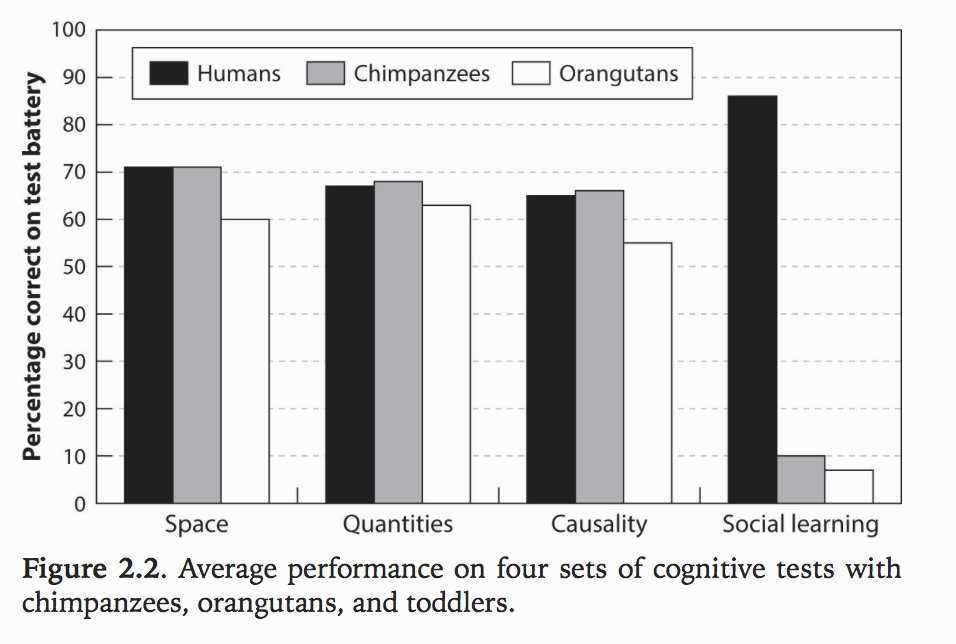 Percentage correct on test battery
100
90
80
70
60
50
40
30
20
10
0
Humans Chimpanzees Orangutans
Space Quantities Causality Social learning
Figure 2.2. Average performance on four sets of cognitive tests with
chimpanzees, orangutans, and toddlers.